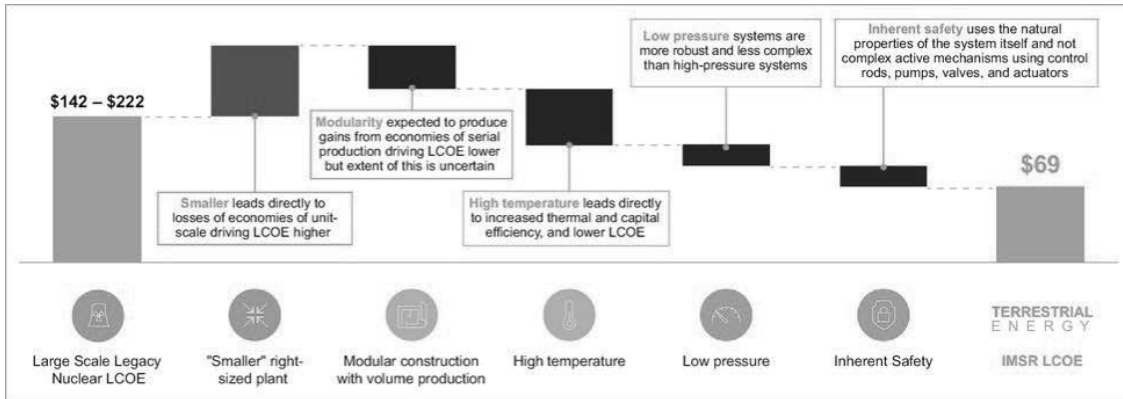 $142 – $222
Smaller leads directly to
losses of economies of unit-
scale driving LCOE higher
Modularity expected to produce
gains from economies of serial
production driving LCOE lower
but extent of this is uncertain
High temperature leads directly
to increased thermal and capital
efficiency, and lower LCOE
Low pressure systems are
more robust and less complex
than high-pressure systems
Inherent safety uses the natural
properties of the system itself and not
complex active mechanisms using control
rods, pumps, valves, and actuators
$69
Large Scale Legacy
Nuclear LCOE
"Smaller" right-
sized plant
Modular construction
with volume production
High temperature
Low pressure
Inherent Safety
TERRESTRIAL
ENERGY
IMSR LCOE